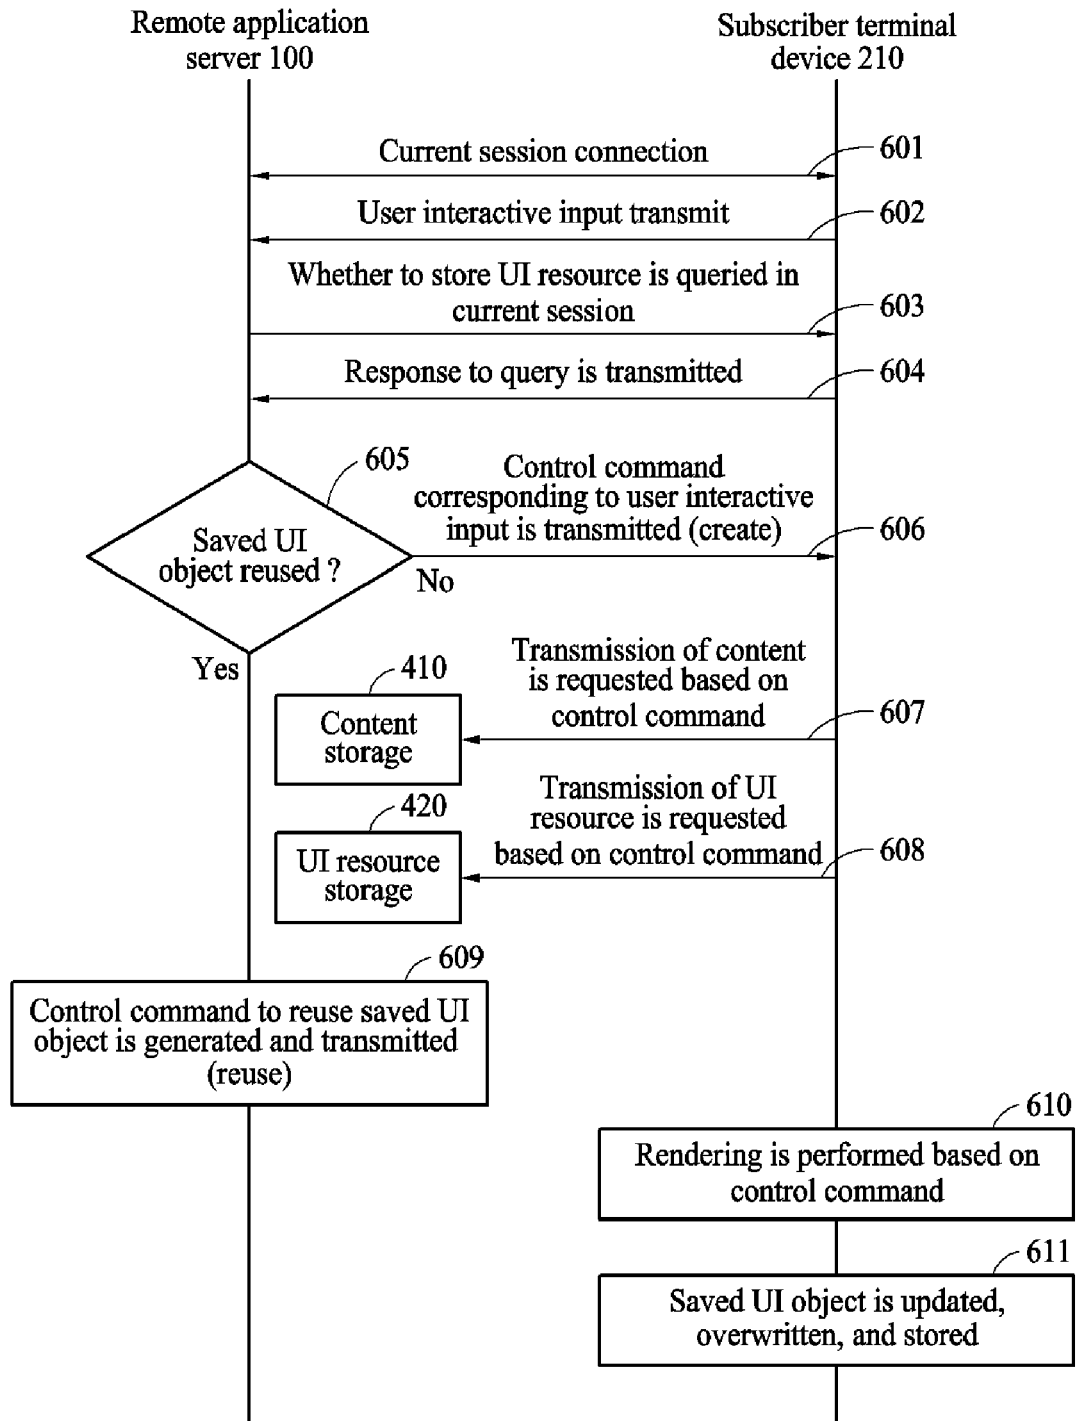 Remote application
server 100
Subscriber terminal
device 210
Current session connection
601
User interactive input transmit
602
Whether to store UI resource is queried in
current session
603
Response to query is transmitted
604
605
Saved UI
object reused ?
Control command
corresponding to user interactive
input is transmitted (create)
606
No
Yes
410
Content
storage
Transmission of content
is requested based on
control command
607
420
UI resource
storage
Transmission of UI
resource is requested
based on control command
608
609
Control command to reuse saved UI
object is generated and transmitted
(reuse)
610
Rendering is performed based on
control command
611
Saved UI object is updated,
overwritten, and stored